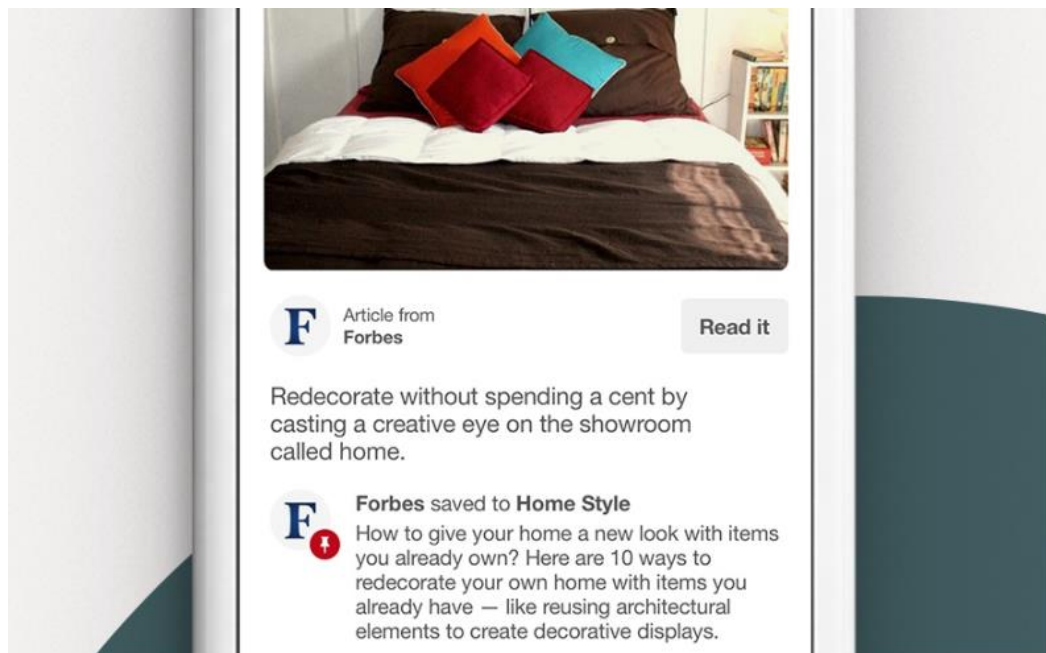 F
Article from
Forbes
Read it
Redecorate without spending a cent by
casting a creative eye on the showroom
called home.
F
Forbes saved to Home Style
How to give your home a new look with items
you already own? Here are 10 ways to
redecorate your own home with items you
already have — like reusing architectural
elements to create decorative displays.